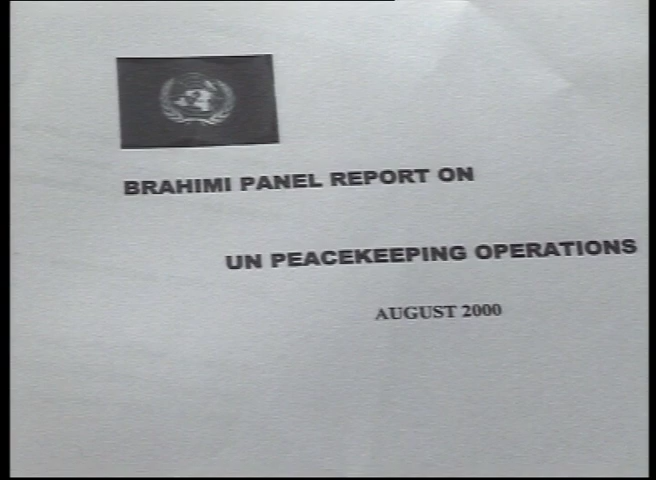 BRAHIMI PANEL REPORT ON
UN PEACEKEEPING OPERATIONS
AUGUST 2000